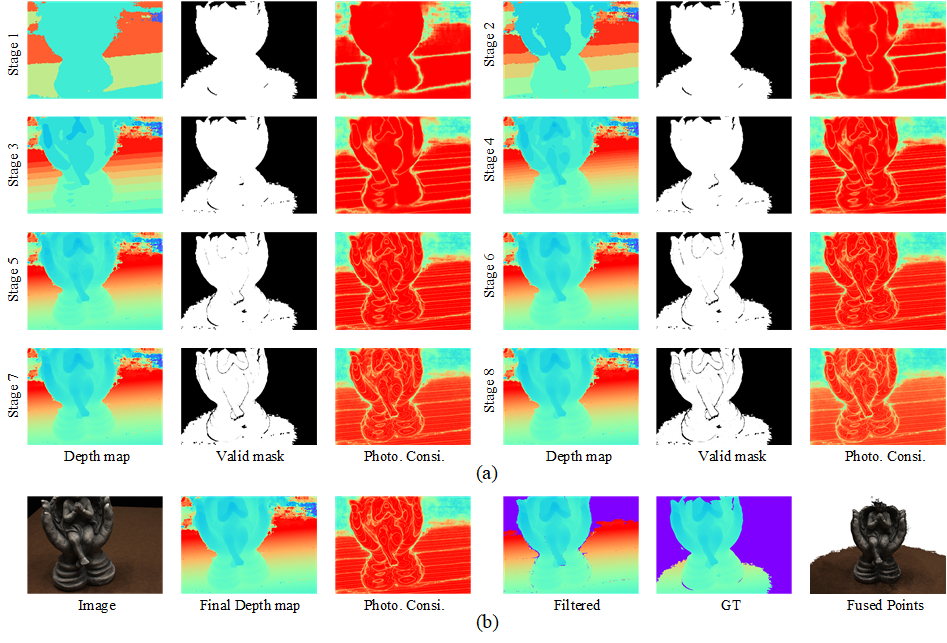 Stage 1
Stage 2
Stage 3
Stage 4
Stage 5
Stage 6
Stage 7
Stage 8
Depth map Valid mask Photo. Consi. Depth map Valid mask Photo. Consi.
(a)
Image Final Depth map Photo. Consi. Filtered GT Fused Points
(b)